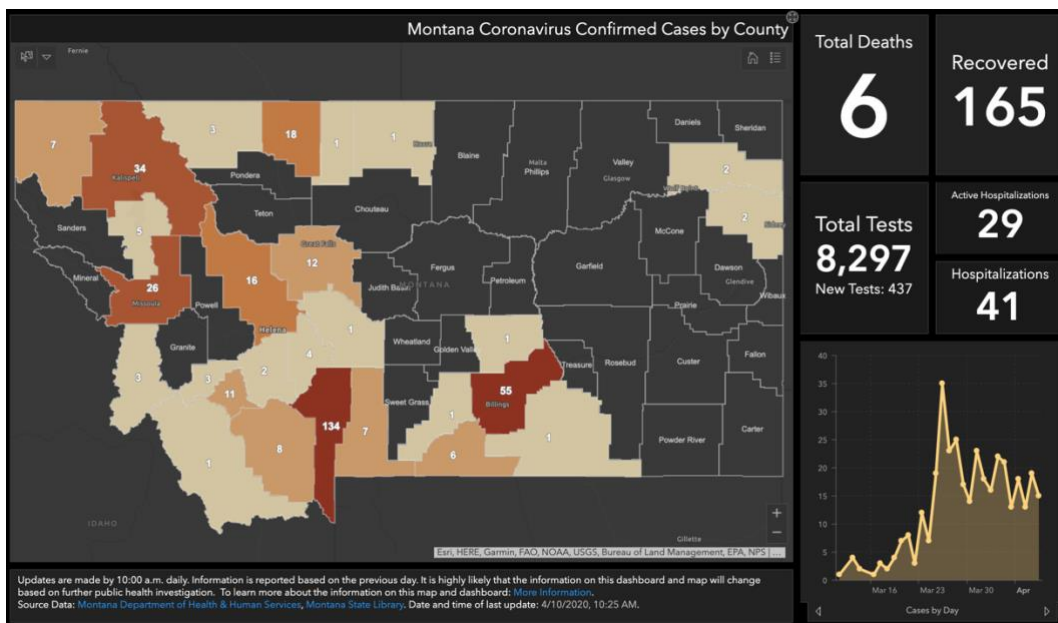 Montana Coronavirus Confirmed Cases by County
Fernie
7
34
Kalispell
3
18
1
1
Havre
Blaine
Malta
Phillips
Valley
Glasgow
Daniels
Sheridan
2
Wolf Point
2
Sidney
Pondera
Teton
Chouteau
Sanders
5
Mineral
26
Missoula
Powell
16
Helena
Great Falls
12
Judith Basin
MONTANA
Fergus
Petroleum
Garfield
McCone
Dawson
Glendive
Wibaux
Prairie
Granite
3
3
2
4
1
Wheatland
Golden Valley
1
Treasure
Rosebud
Custer
Fallon
11
8
134
7
Sweet Grass
1
55
Billings
6
1
1
Powder River
Carter
IDAHO
Gillette
+
−
Esri, HERE, Garmin, FAO, NOAA, USGS, Bureau of Land Management, EPA, NPS | ...
Updates are made by 10:00 a.m. daily. Information is reported based on the previous day. It is highly likely that the information on this dashboard and map will change
based on further public health investigation. To learn more about the information on this map and dashboard: More Information.
Source Data: Montana Department of Health & Human Services, Montana State Library. Date and time of last update: 4/10/2020, 10:25 AM.
Total Deaths
6
Recovered
165
Total Tests
8,297
New Tests: 437
Active Hospitalizations
29
Hospitalizations
41
40
35
30
25
20
15
10
5
0
Mar 16 Mar 23 Mar 30 Apr
Cases by Day